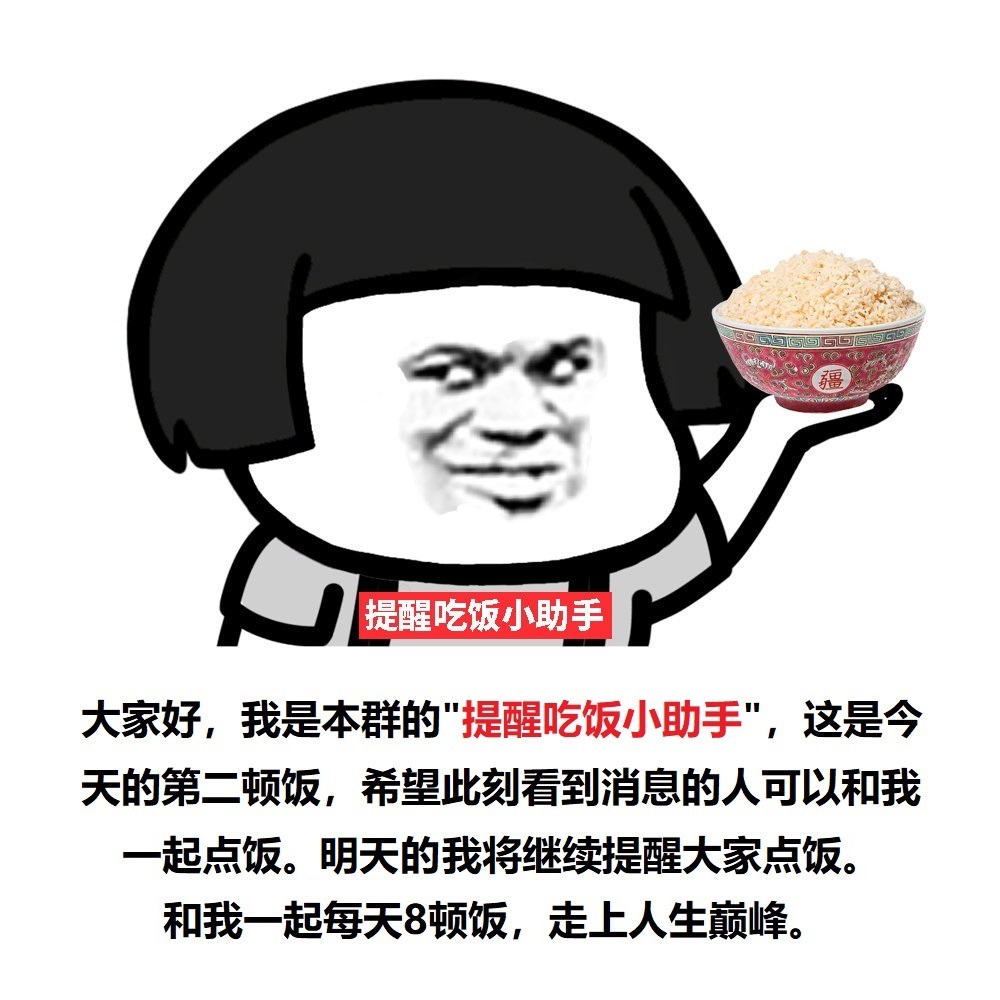 疆
提醒吃饭小助手
大家好，我是本群的"提醒吃饭小助手"，这是今
天的第二顿饭，希望此刻看到消息的人可以和我
一起点饭。明天的我将继续提醒大家点饭。
和我一起每天8顿饭，走上人生巅峰。